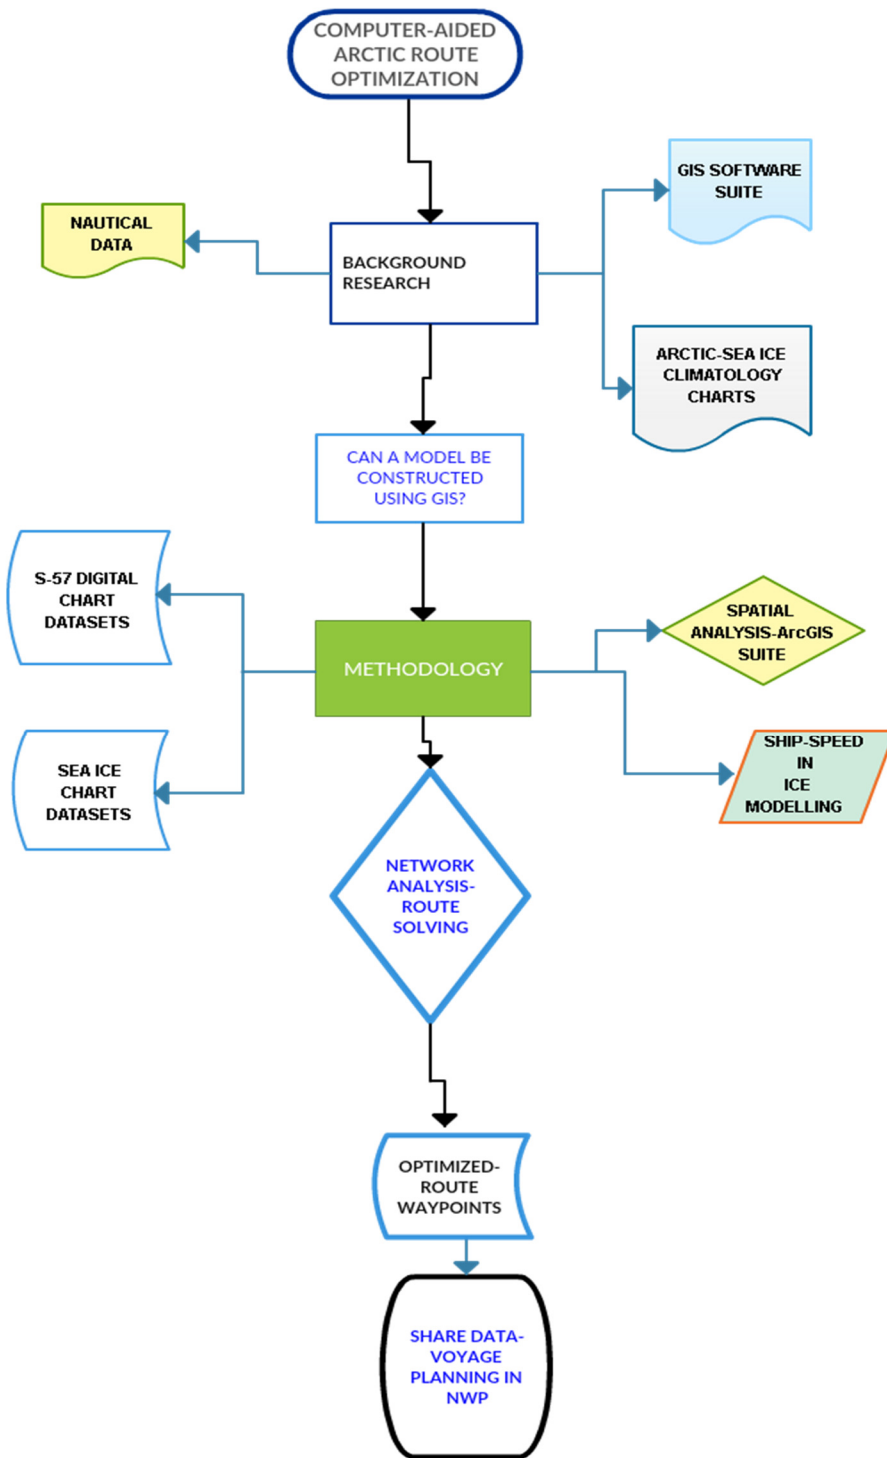 COMPUTER-AIDED
ARCTIC ROUTE
OPTIMIZATION
GIS SOFTWARE
SUITE
NAUTICAL
DATA
BACKGROUND
RESEARCH
ARCTIC-SEA ICE
CLIMATOLOGY
CHARTS
CAN A MODEL BE
CONSTRUCTED
USING GIS?
S-57 DIGITAL
CHART
DATASETS
METHODOLOGY
SPATIAL
ANALYSIS-ArcGIS
SUITE
SEA ICE
CHART
DATASETS
SHIP-SPEED
IN
ICE
MODELLING
NETWORK
ANALYSIS-
ROUTE
SOLVING
OPTIMIZED-
ROUTE
WAYPOINTS
SHARE DATA-
VOYAGE
PLANNING IN
NWP